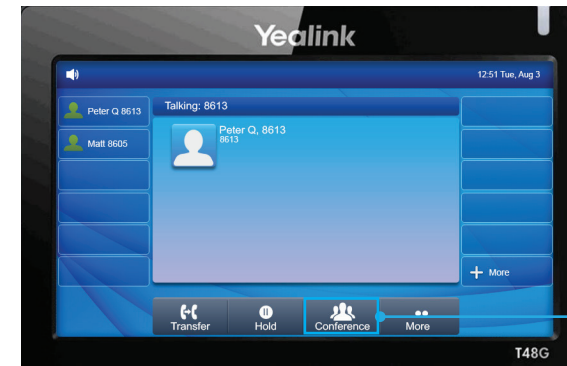 Yealink
12:51 Tue, Aug 3
Peter Q 8613
Matt 8605
Talking: 8613
Peter Q, 8613
8613
More
Transfer
Hold
Conference
More
T48G